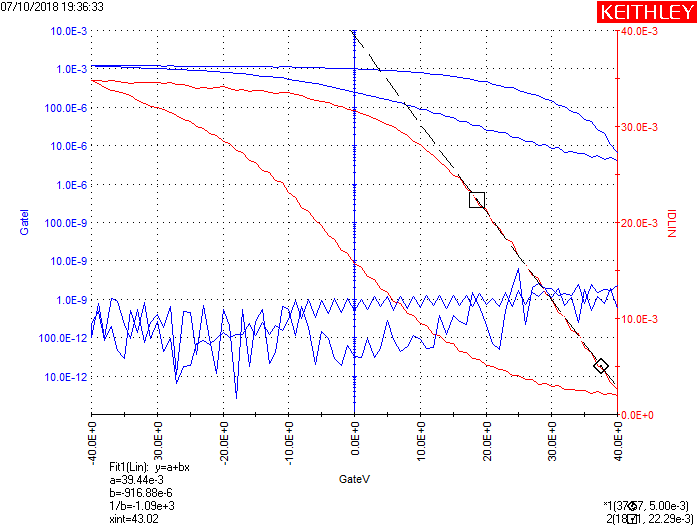 07/10/2018 19:36:33
KEITHLEY
10.0E-3
1.0E-3
100.0E-6
10.0E-6
1.0E-6
100.0E-9
10.0E-9
1.0E-9
100.0E-12
10.0E-12
GateI
40.0E-3
30.0E-3
20.0E-3
10.0E-3
0.0E+0
IDLIN
-40.0E+0
-30.0E+0
-20.0E+0
-10.0E+0
0.0E+0
10.0E+0
20.0E+0
30.0E+0
40.0E+0
GateV
Fit1(Lin): y=a+bx
a=39.44e-3
b=-916.88e-6
1/b=-1.09e+3
xint=43.02
5.00e-3)
22.29e-3)